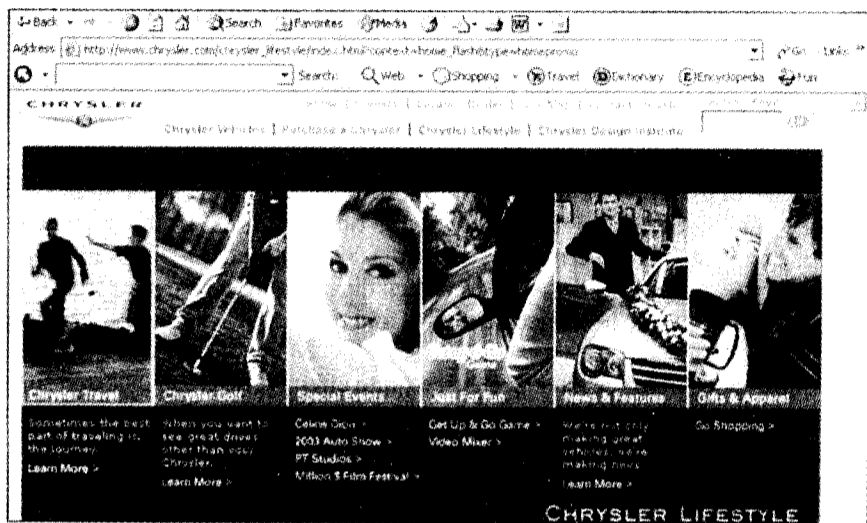 Back
Search Favorites Media
Address http://www.chrysler.com/chrysler_lifestyle/index.html?context=home_flash&type=homepromo Go Links »
Search: Web Shopping Travel Dictionary Encyclopedia Fun
CHRYSLER
Chrysler Vehicles | Purchase a Chrysler | Chrysler Lifestyle | Chrysler Design Institute
Chrysler Travel
Sometimes the best
part of traveling is
the journey.
Learn More >
Chrysler Golf
When you want to
see great drives
other than your
Chrysler.
Learn More >
Special Events
Celine Dion >
2003 Auto Show >
PT Studios >
Million $ Film Festival >
Just For Fun
Get Up & Go Game >
Video Mixer >
News & Features
We're not only
making great
vehicles, we're
making news.
Learn More >
Gifts & Apparel
Go Shopping >
CHRYSLER LIFESTYLE